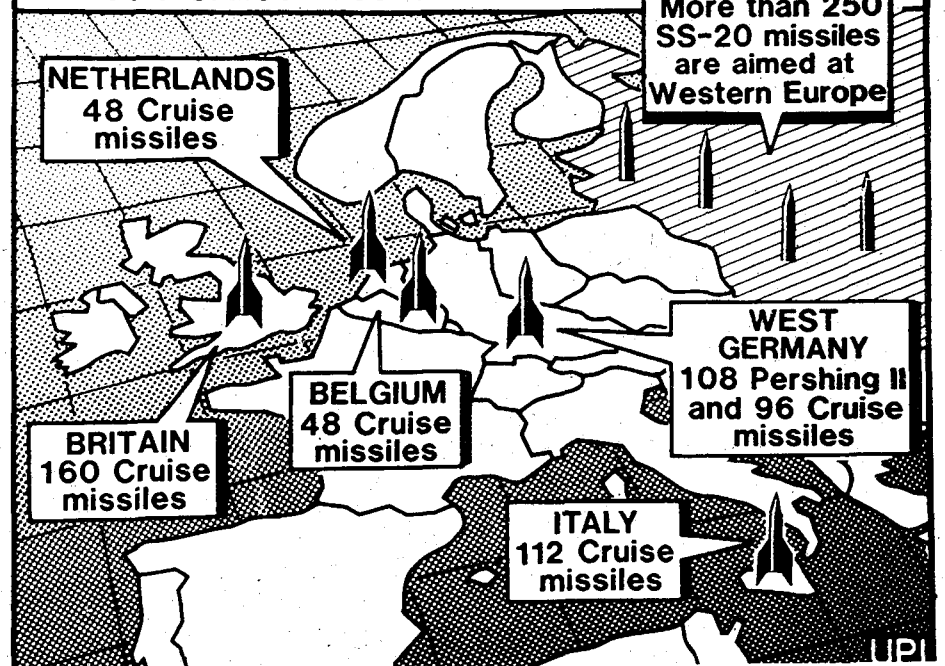 More than 250
SS-20 missiles
are aimed at
Western Europe
NETHERLANDS
48 Cruise
missiles
WEST
GERMANY
108 Pershing II
and 96 Cruise
missiles
BELGIUM
48 Cruise
missiles
BRITAIN
160 Cruise
missiles
ITALY
112 Cruise
missiles
UPI